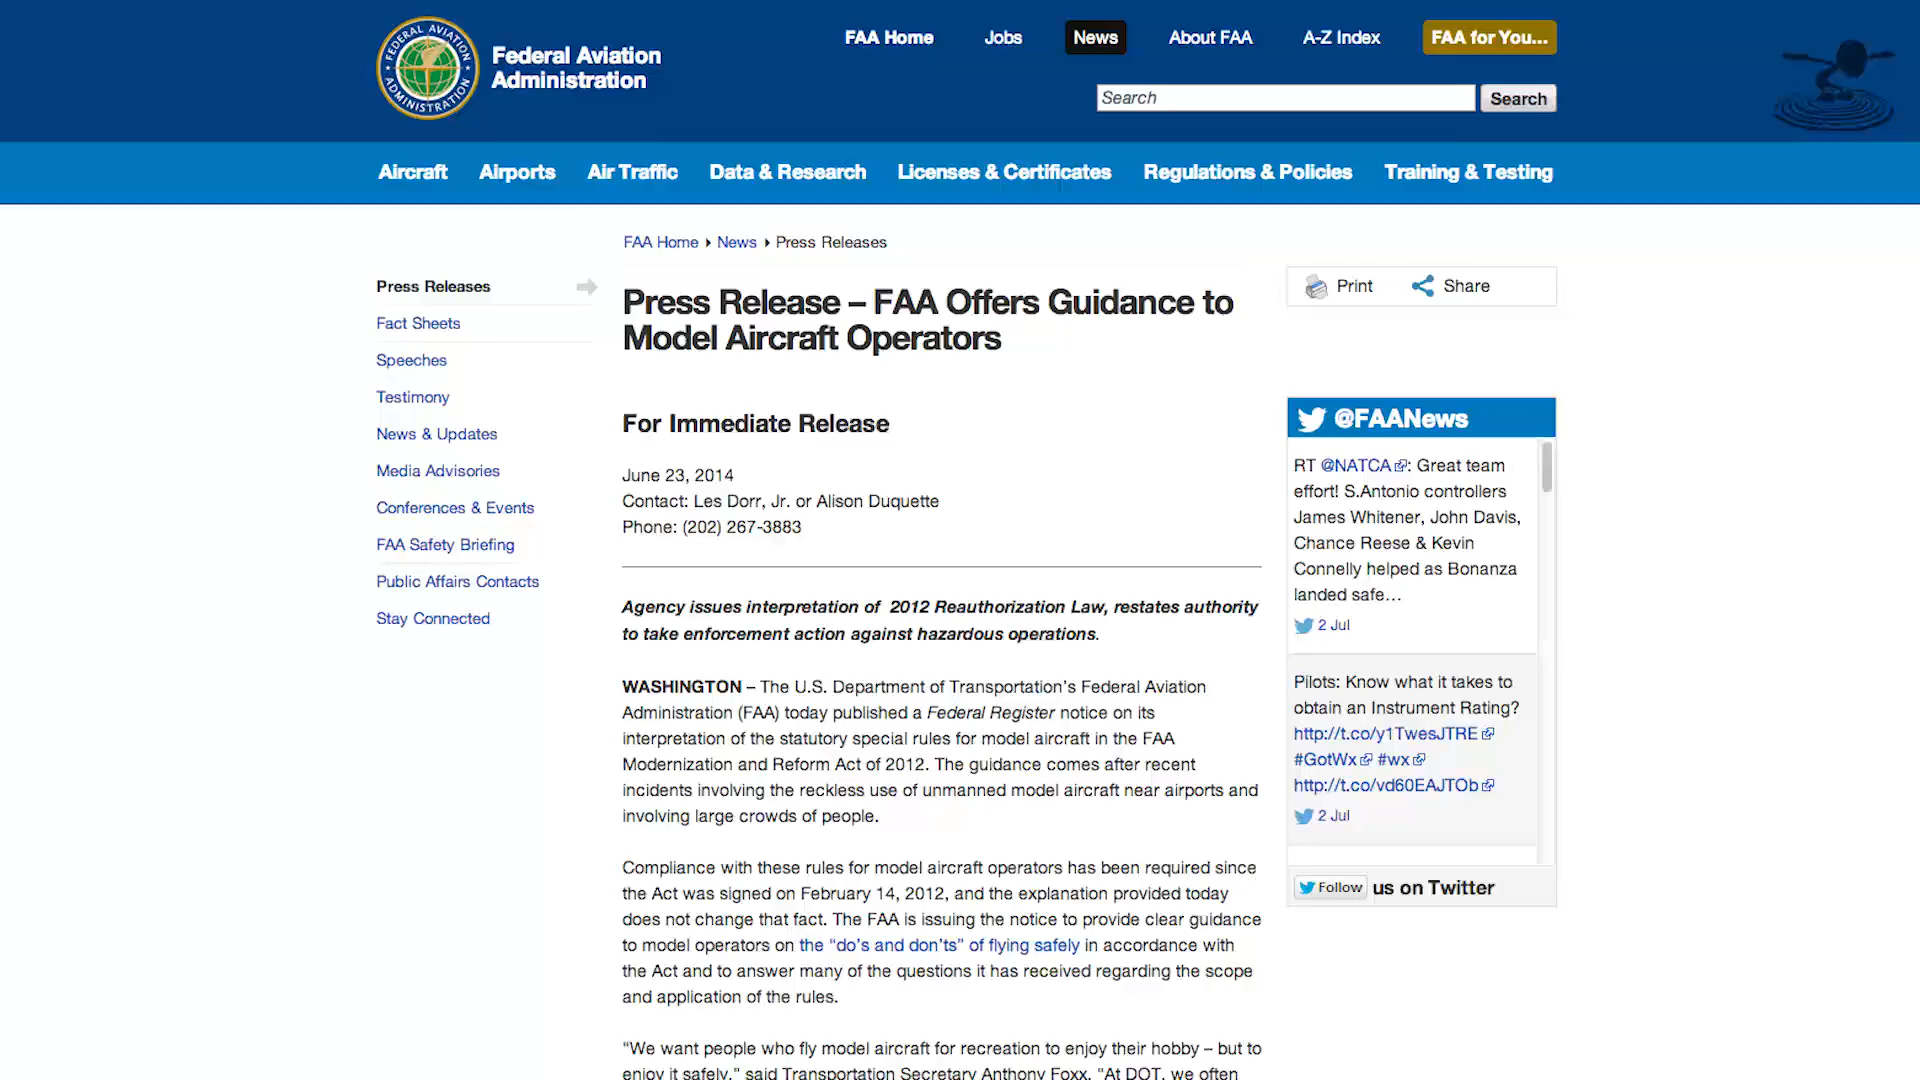 FEDERAL AVIATION
ADMINISTRATION
Federal Aviation
Administration
FAA Home
Jobs
News
About FAA
A-Z Index
FAA for You...
Search
Search
Aircraft
Airports
Air Traffic
Data & Research
Licenses & Certificates
Regulations & Policies
Training & Testing
FAA Home
News
Press Releases
Press Releases
Fact Sheets
Speeches
Testimony
News & Updates
Media Advisories
Conferences & Events
FAA Safety Briefing
Public Affairs Contacts
Stay Connected
Press Release – FAA Offers Guidance to
Model Aircraft Operators
For Immediate Release
June 23, 2014
Contact: Les Dorr, Jr. or Alison Duquette
Phone: (202) 267-3883
Agency issues interpretation of 2012 Reauthorization Law, restates authority
to take enforcement action against hazardous operations.
WASHINGTON – The U.S. Department of Transportation’s Federal Aviation
Administration (FAA) today published a Federal Register notice on its
interpretation of the statutory special rules for model aircraft in the FAA
Modernization and Reform Act of 2012. The guidance comes after recent
incidents involving the reckless use of unmanned model aircraft near airports and
involving large crowds of people.
Compliance with these rules for model aircraft operators has been required since
the Act was signed on February 14, 2012, and the explanation provided today
does not change that fact. The FAA is issuing the notice to provide clear guidance
to model operators on the “do’s and don’ts” of flying safely in accordance with
the Act and to answer many of the questions it has received regarding the scope
and application of the rules.
“We want people who fly model aircraft for recreation to enjoy their hobby – but to
enjoy it safely,” said Transportation Secretary Anthony Foxx. “At DOT, we often
Print
Share
@FAANews
RT @NATCA: Great team
effort! S.Antonio controllers
James Whitener, John Davis,
Chance Reese & Kevin
Connelly helped as Bonanza
landed safe…
2 Jul
Pilots: Know what it takes to
obtain an Instrument Rating?
http://t.co/y1TwesJTRE
#GotWx #wx
http://t.co/vd60EAJTOb
2 Jul
Follow us on Twitter